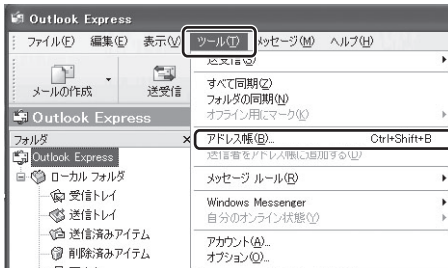 Outlook Express
ファイル(F) 編集(E) 表示(V) ツール(T) メッセージ(M) ヘルプ(H)
メールの作成 送受信
送受信(S)
すべて同期(Z)
フォルダの同期(N)
オフライン用にマーク(K)
Outlook Express
アドレス帳(B)... Ctrl+Shift+B
フォルダ ×
送信者をアドレス帳に追加する(D)
Outlook Express
ローカル フォルダ
メッセージ ルール(R)
受信トレイ
Windows Messenger
送信トレイ
自分のオンライン状態(Y)
送信済みアイテム
アカウント(A)...
削除済みアイテム
オプション(O)...